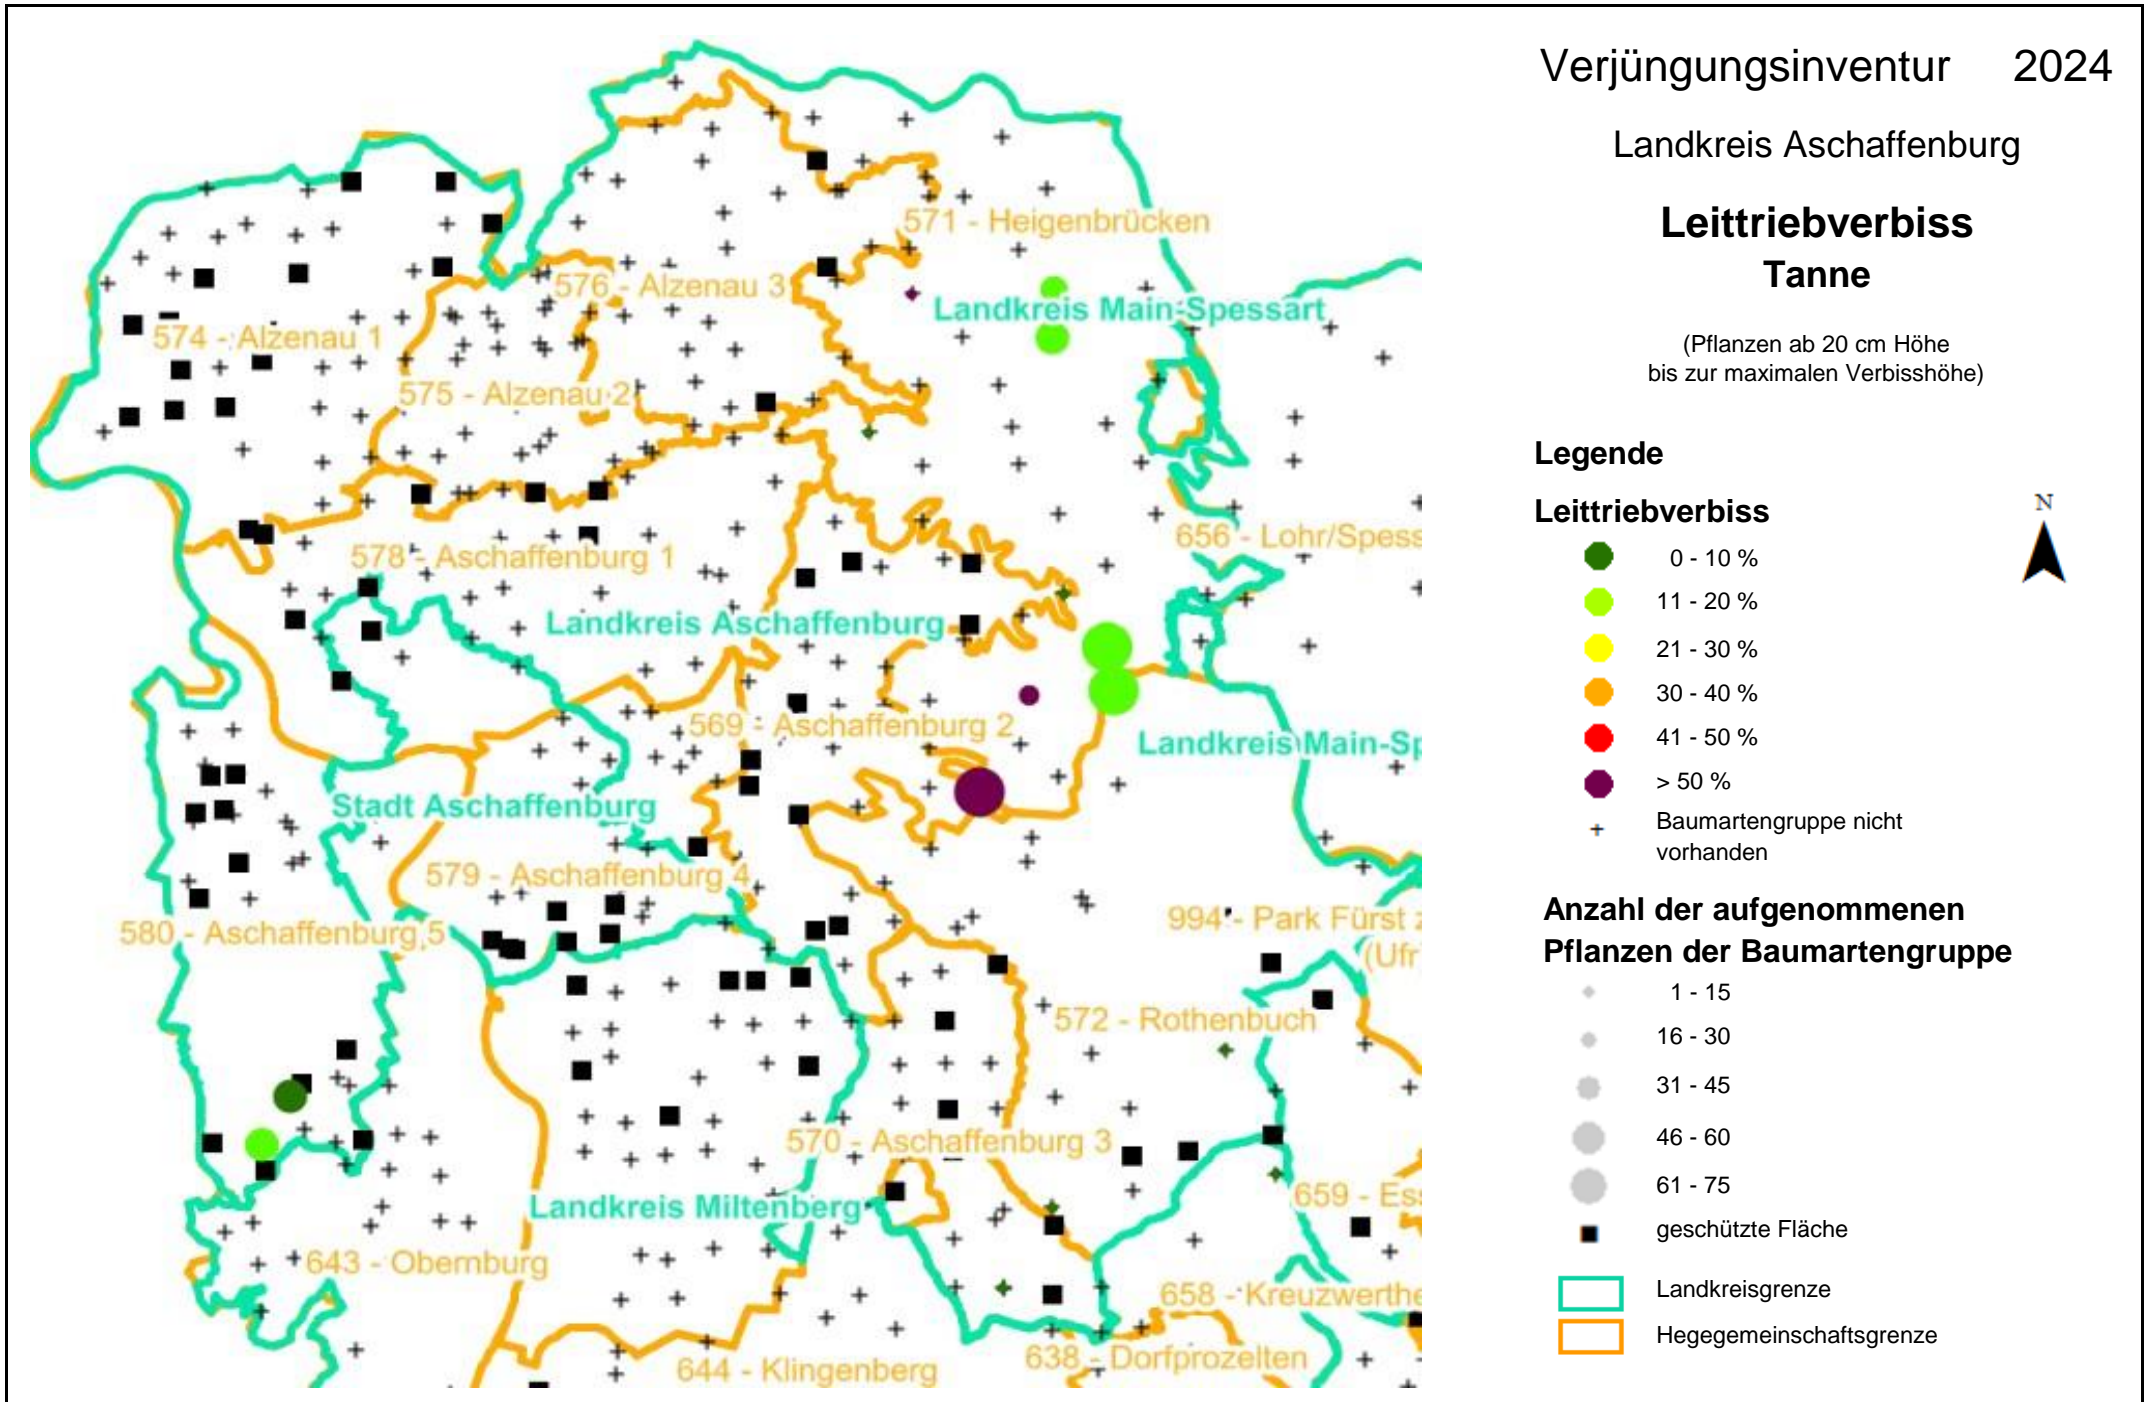 Verjüngungsinventur 2024
Landkreis Aschaffenburg
Leittriebverbiss
Tanne
(Pflanzen ab 20 cm Höhe
bis zur maximalen Verbisshöhe)
Legende
Leittriebverbiss
N
0 - 10 %
11 - 20 %
21 - 30 %
30 - 40 %
41 - 50 %
> 50 %
Baumartengruppe nicht
vorhanden
Anzahl der aufgenommenen
Pflanzen der Baumartengruppe
1 - 15
16 - 30
31 - 45
46 - 60
61 - 75
geschützte Fläche
Landkreisgrenze
Hegegemeinschaftsgrenze
571 - Heigenbrücken
576 - Alzenau 3
Landkreis Main-Spessart
574 - Alzenau 1
575 - Alzenau 2
656 - Lohr/Spess
578 - Aschaffenburg 1
Landkreis Aschaffenburg
569 - Aschaffenburg 2
Landkreis Main-Sp
Stadt Aschaffenburg
579 - Aschaffenburg 4
580 - Aschaffenburg 5
994 - Park Fürst
(Ufr
572 - Rothenbuch
570 - Aschaffenburg 3
Landkreis Miltenberg
659 - Ess
643 - Obernburg
658 - Kreuzwerthe
644 - Klingenberg
638 - Dorfprozelten